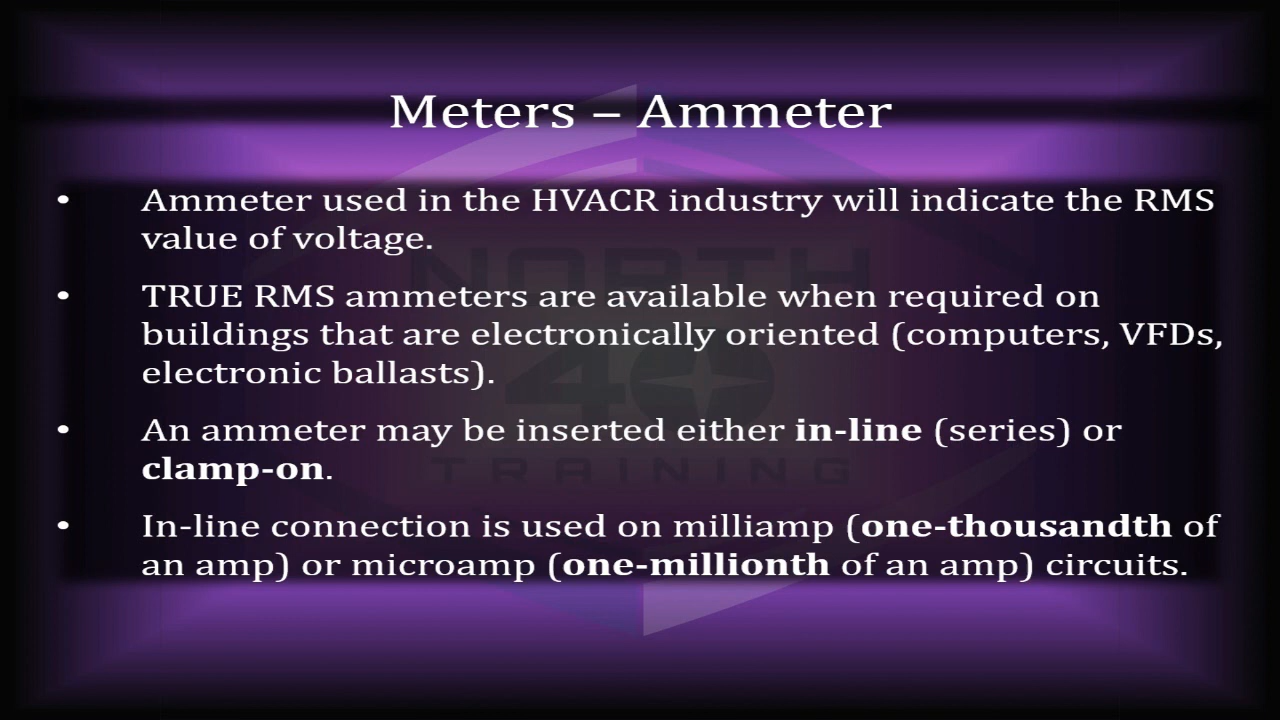 Meters – Ammeter
• Ammeter used in the HVACR industry will indicate the RMS
value of voltage.
• TRUE RMS ammeters are available when required on
buildings that are electronically oriented (computers, VFDs,
electronic ballasts).
• An ammeter may be inserted either in-line (series) or
clamp-on.
• In-line connection is used on milliamp (one-thousandth of
an amp) or microamp (one-millionth of an amp) circuits.
NORTH
40
TRAINING